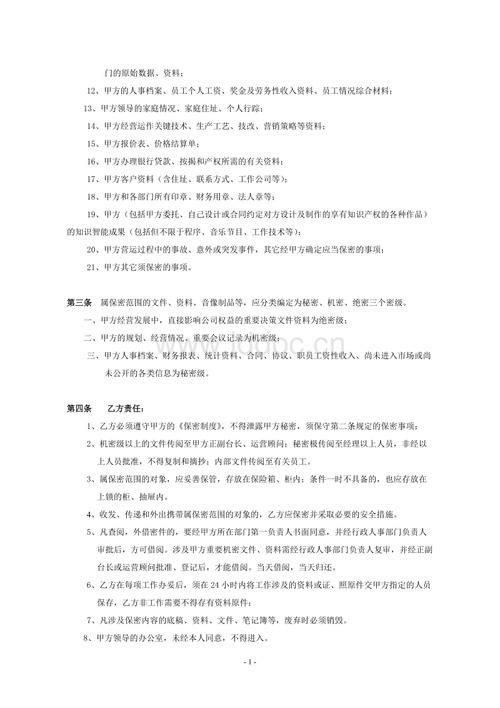 门的原始数据、资料；
12、甲方的人事档案、员工个人工资、奖金及劳务性收入资料、员工情况综合材料；
13、甲方领导的家庭情况、家庭住址、个人行踪；
14、甲方经营运作关键技术、生产工艺、技改、营销策略等资料；
15、甲方报价表、价格结算单；
16、甲方办理银行贷款、按揭和产权所需的有关资料；
17、甲方客户资料（含住址、联系方式、工作公司等）；
18、甲方和各部门所有印章、财务用章、法人章等；
19、甲方（包括甲方委托、自己设计或合同约定对方设计及制作的享有知识产权的各种作品）
的知识智能成果（包括但不限于程序、音乐节目、工作技术等）；
20、甲方营运过程中的事故、意外或突发事件，其它经甲方确定应当保密的事项；
21、甲方其它须保密的事项。
第三条 属保密范围的文件、资料、音像制品等，应分类编定为秘密、机密、绝密三个密级。
一、甲方经营发展中，直接影响公司权益的重要决策文件资料为绝密级；
二、甲方的规划、经营情况、重要会议记录为机密级；
三、甲方人事档案、财务报表、统计资料、合同、协议、职员工资性收入、尚未进入市场或尚
未公开的各类信息为秘密级。
第四条 乙方责任：
1、乙方必须遵守甲方的《保密制度》，不得泄露甲方秘密，须保守第二条规定的保密事项；
2、机密级以上的文件传阅至甲方正副台长、运营顾问；秘密极传阅至经理以上人员，非经以
上人员批准，不得复制和摘抄；内部文件传阅至有关员工。
3、属保密范围的对象，应妥善保管，存放在保险箱、柜内；条件一时不具备的，也应存放在
上锁的柜、抽屉内。
4、收发、传递和外出携带属保密范围的对象的，乙方应保密并采取必要的安全措施。
5、凡查阅，外借密件的，要经甲方所在部门第一负责人书面同意，并经行政人事部门负责人
审批后，方可借阅。涉及甲方重要机密文件、资料需经行政人事部门负责人复审，并经正副
台长或运营顾问批准、登记后，才能借阅。当天借阅，当天归还。
6、乙方在每项工作办妥后，须在 24 小时内将工作涉及的资料或证、照原件交甲方指定的人员
保存，乙方非工作需要不得存有资料原件；
7、凡涉及保密内容的底稿、资料、文件、笔记簿等，废弃时必须销毁。
8、甲方领导的办公室，未经本人同意，不得进入。
- 1 -